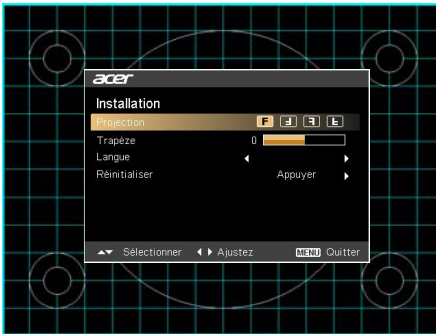 acer
Installation
Projection F
Trapèze 0
Langue
Réinitialiser Appuyer
Sélectionner Ajustez MENU Quitter